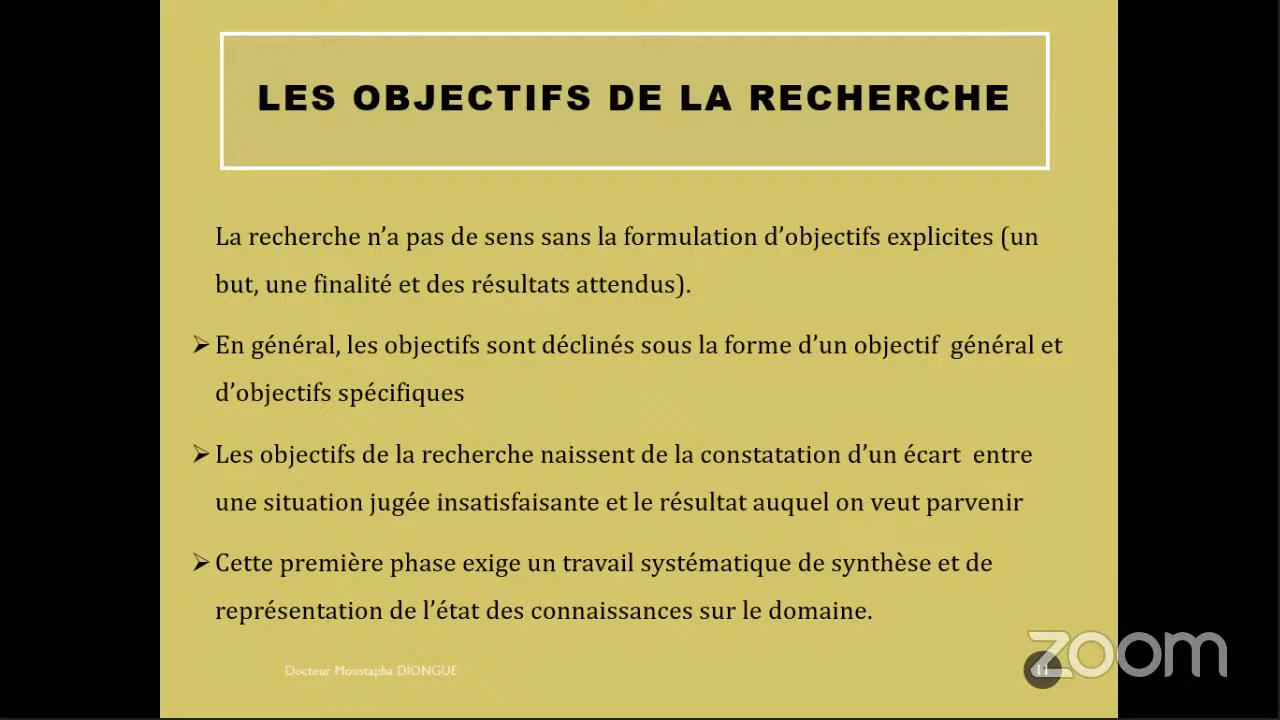 LES OBJECTIFS DE LA RECHERCHE
La recherche n’a pas de sens sans la formulation d’objectifs explicites (un
but, une finalité et des résultats attendus).
➢ En général, les objectifs sont déclinés sous la forme d’un objectif général et
d’objectifs spécifiques
➢ Les objectifs de la recherche naissent de la constatation d’un écart entre
une situation jugée insatisfaisante et le résultat auquel on veut parvenir
➢ Cette première phase exige un travail systématique de synthèse et de
représentation de l’état des connaissances sur le domaine.
Docteur Moustapha DIONGUE
11
zoom